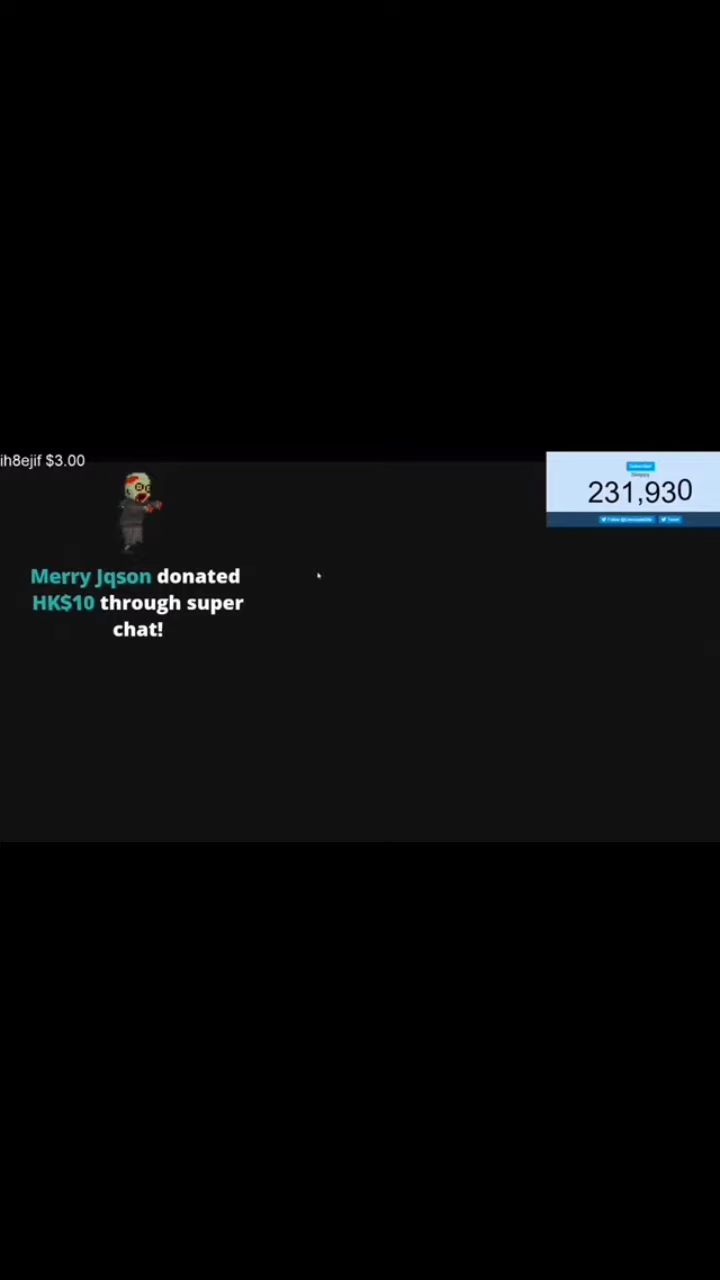 ih8ejif $3.00
231,930
Merry Jqson donated
HK$10 through super
chat!